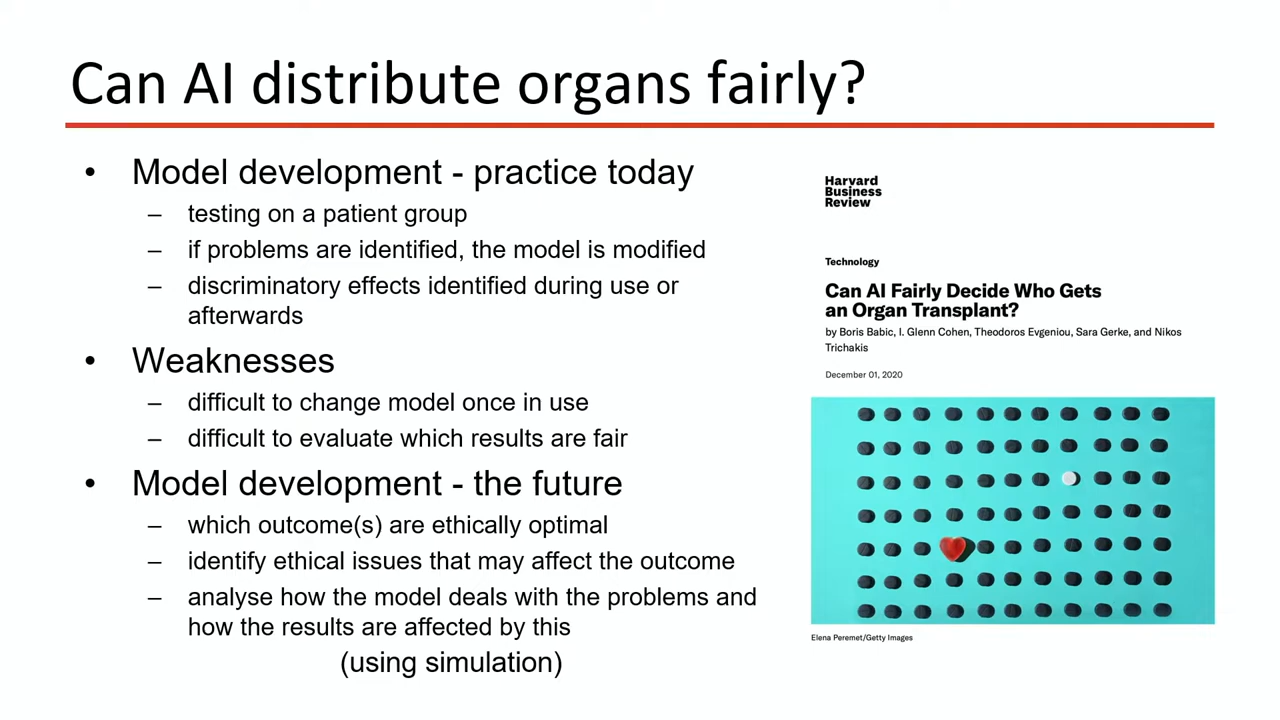 Can AI distribute organs fairly?
• Model development - practice today
– testing on a patient group
– if problems are identified, the model is modified
– discriminatory effects identified during use or
afterwards
• Weaknesses
– difficult to change model once in use
– difficult to evaluate which results are fair
• Model development - the future
– which outcome(s) are ethically optimal
– identify ethical issues that may affect the outcome
– analyse how the model deals with the problems and
how the results are affected by this
(using simulation)
Harvard
Business
Review
Technology
Can AI Fairly Decide Who Gets
an Organ Transplant?
by Boris Babic, I. Glenn Cohen, Theodoros Evgeniou, Sara Gerke, and Nikos
Trichakis
December 01, 2020
Elena Peremet/Getty Images